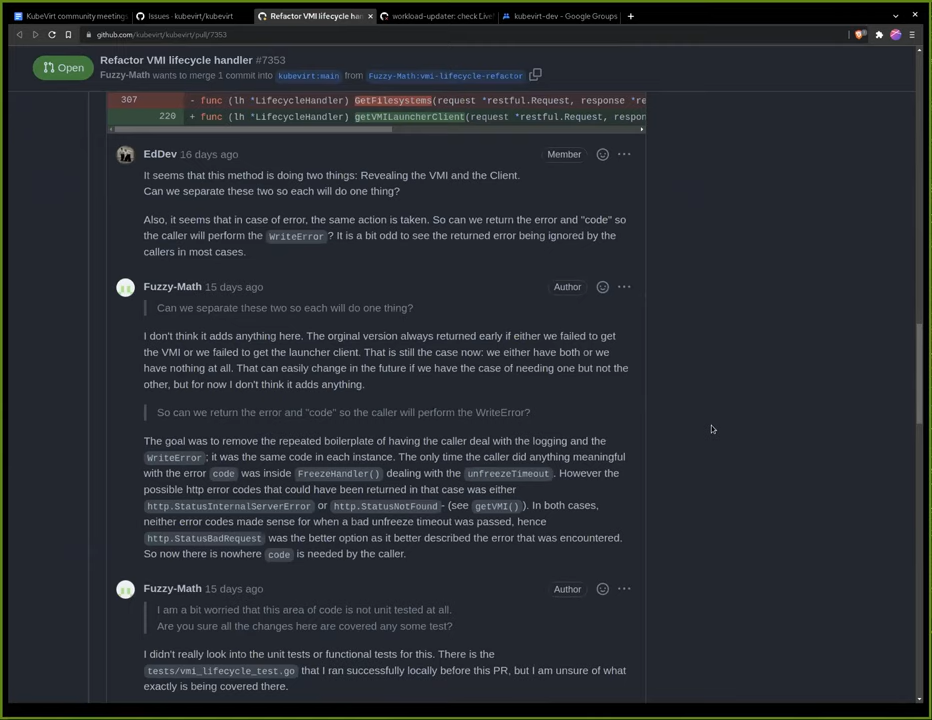 KubeVirt community meeting
Issues · kubevirt/kubevirt
Refactor VMI lifecycle han
workload-updater: check Live
kubevirt-dev - Google Groups
github.com/kubevirt/kubevirt/pull/7353
Open
Refactor VMI lifecycle handler #7353
Fuzzy-Math wants to merge 1 commit into kubevirt:main from Fuzzy-Math:vmi-lifecycle-refactor
307 - func (lh *LifecycleHandler) GetFilesystems(request *restful.Request, response *re
220 + func (lh *LifecycleHandler) getVMILauncherClient(request *restful.Request, respon
EdDev 16 days ago
Member
It seems that this method is doing two things: Revealing the VMI and the Client.
Can we separate these two so each will do one thing?
Also, it seems that in case of error, the same action is taken. So can we return the error and "code" so
the caller will perform the WriteError? It is a bit odd to see the returned error being ignored by the
callers in most cases.
Fuzzy-Math 15 days ago
Author
Can we separate these two so each will do one thing?
I don't think it adds anything here. The orginal version always returned early if either we failed to get
the VMI or we failed to get the launcher client. That is still the case now: we either have both or we
have nothing at all. That can easily change in the future if we have the case of needing one but not the
other, but for now I don't think it adds anything.
So can we return the error and "code" so the caller will perform the WriteError?
The goal was to remove the repeated boilerplate of having the caller deal with the logging and the
WriteError; it was the same code in each instance. The only time the caller did anything meaningful
with the error code was inside FreezeHandler() dealing with the unfreezeTimeout. However the
possible http error codes that could have been returned in that case was either
http.StatusInternalServerError or http.StatusNotFound- (see getVMI()). In both cases,
neither error codes made sense for when a bad unfreeze timeout was passed, hence
http.StatusBadRequest was the better option as it better described the error that was encountered.
So now there is nowhere code is needed by the caller.
Fuzzy-Math 15 days ago
Author
I am a bit worried that this area of code is not unit tested at all.
Are you sure all the changes here are covered any some test?
I didn't really look into the unit tests or functional tests for this. There is the
tests/vmi_lifecycle_test.go that I ran successfully locally before this PR, but I am unsure of what
exactly is being covered there.